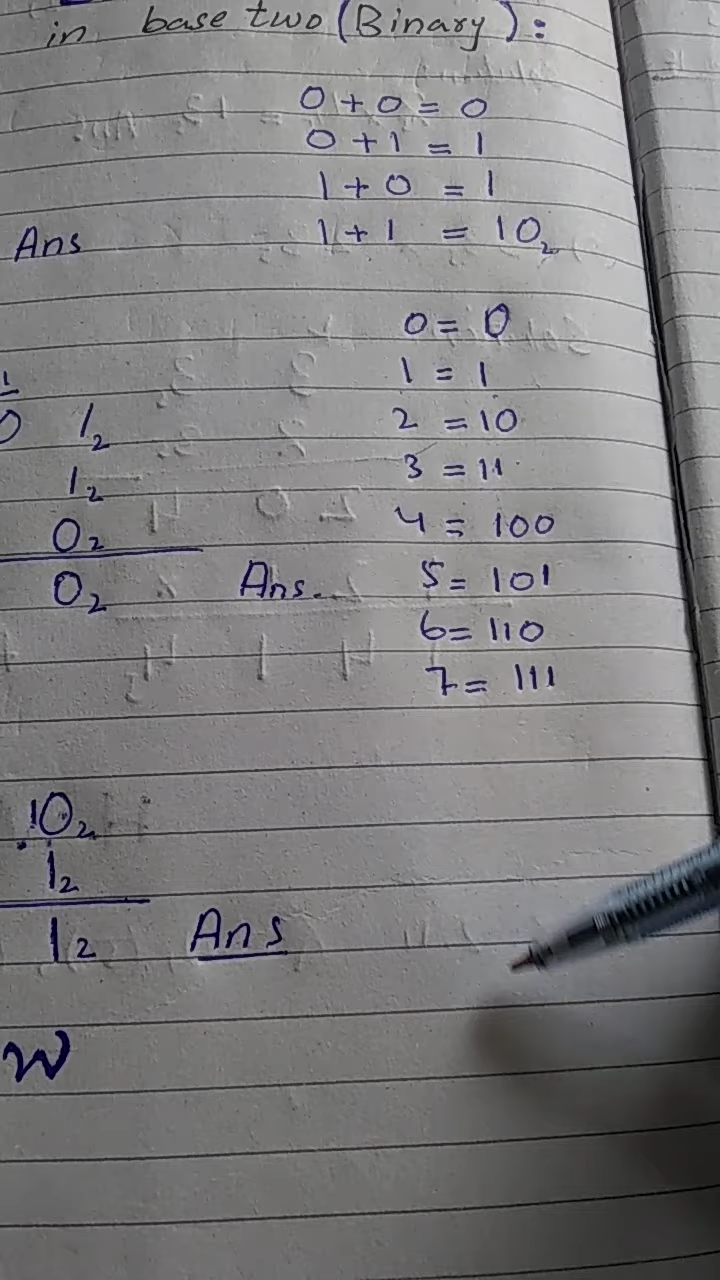 in base two (Binary):
0 + 0 = 0
0 + 1 = 1
1 + 0 = 1
Ans 1 + 1 = 10₂
0 = 0
1 = 1
1
0 1₂ 2 = 10
1₂ 3 = 11
0₂ 4 = 100
0₂ Ans. 5 = 101
6 = 110
7 = 111
10₂
1₂
1₂ Ans